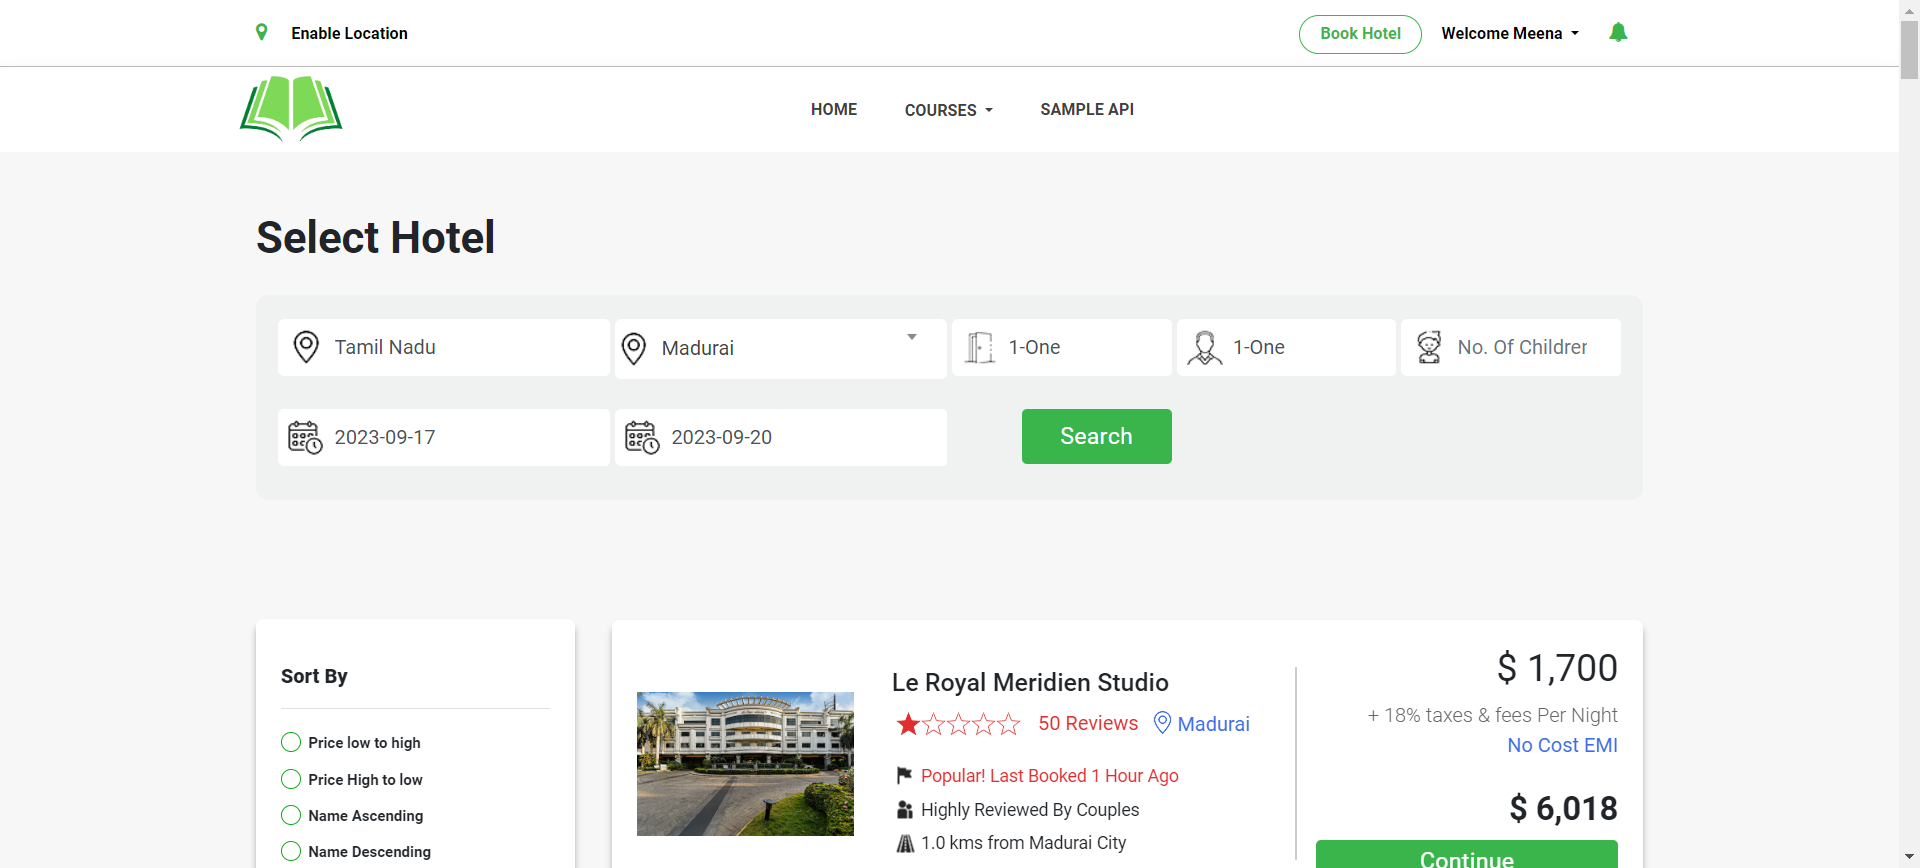 Enable Location
Book Hotel
Welcome Meena
HOME
COURSES
SAMPLE API
Select Hotel
Tamil Nadu
Madurai
1-One
1-One
No. Of Childrer
2023-09-17
2023-09-20
Search
Sort By
Price low to high
Price High to low
Name Ascending
Name Descending
Le Royal Meridien Studio
50 Reviews
Madurai
Popular! Last Booked 1 Hour Ago
Highly Reviewed By Couples
1.0 kms from Madurai City
$ 1,700
+ 18% taxes & fees Per Night
No Cost EMI
$ 6,018
Continue